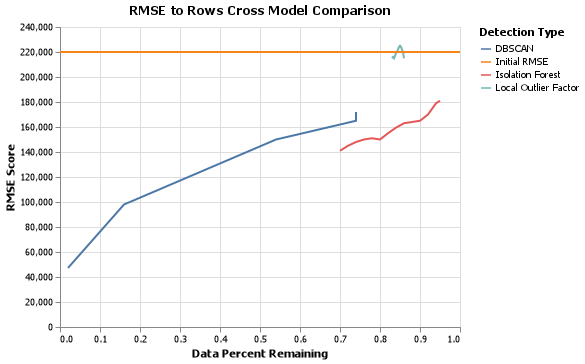 RMSE to Rows Cross Model Comparison
240,000
220,000
200,000
180,000
160,000
140,000
120,000
100,000
80,000
60,000
40,000
20,000
0
RMSE Score
0.0 0.1 0.2 0.3 0.4 0.5 0.6 0.7 0.8 0.9 1.0
Data Percent Remaining
Detection Type
DBSCAN
Initial RMSE
Isolation Forest
Local Outlier Factor